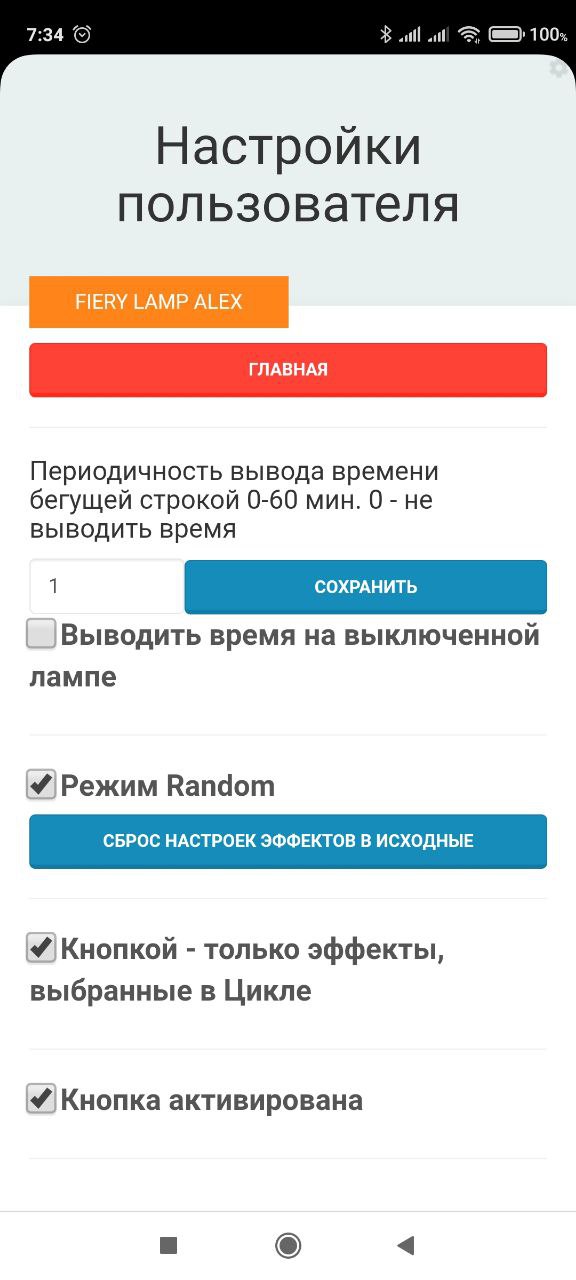 7:34 100%
Настройки
пользователя
FIERY LAMP ALEX
ГЛАВНАЯ
Периодичность вывода времени
бегущей строкой 0-60 мин. 0 - не
выводить время
1 СОХРАНИТЬ
Выводить время на выключенной
лампе
Режим Random
СБРОС НАСТРОЕК ЭФФЕКТОВ В ИСХОДНЫЕ
Кнопкой - только эффекты,
выбранные в Цикле
Кнопка активирована